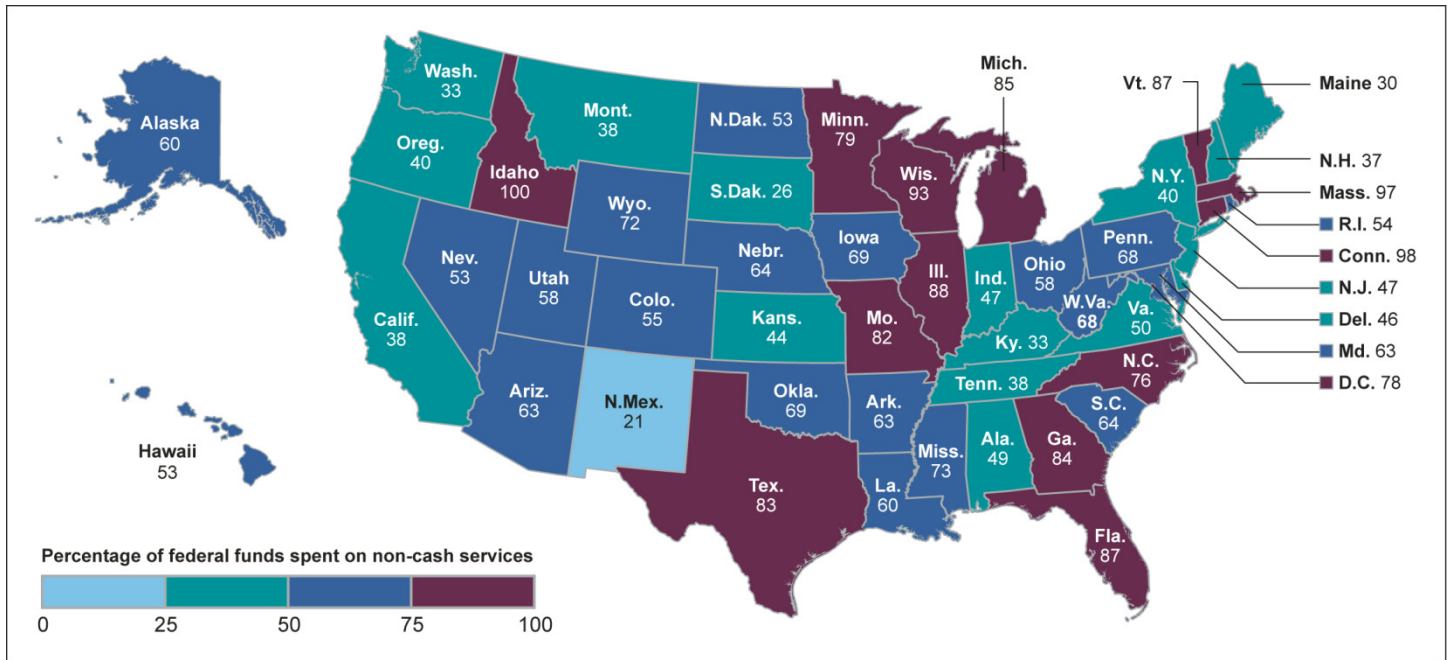 Mich.
85
Vt. 87
Maine 30
Wash.
33
Mont.
38
N.Dak. 53
Minn.
79
Alaska
60
Oreg.
40
Idaho
100
N.H. 37
Wis.
93
N.Y.
40
S.Dak. 26
Mass. 97
Wyo.
72
R.I. 54
Iowa
69
Penn.
68
Nebr.
64
Conn. 98
Nev.
53
Utah
58
Ill.
88
Ind.
47
Ohio
58
N.J. 47
Colo.
55
W.Va.
68
Va.
50
Del. 46
Calif.
38
Kans.
44
Mo.
82
Ky. 33
Md. 63
N.C.
76
D.C. 78
Tenn. 38
Ariz.
63
N.Mex.
21
Okla.
69
Ark.
63
S.C.
64
Hawaii
53
Miss.
73
Ala.
49
Ga.
84
Tex.
83
La.
60
Fla.
87
Percentage of federal funds spent on non-cash services
0 25 50 75 100